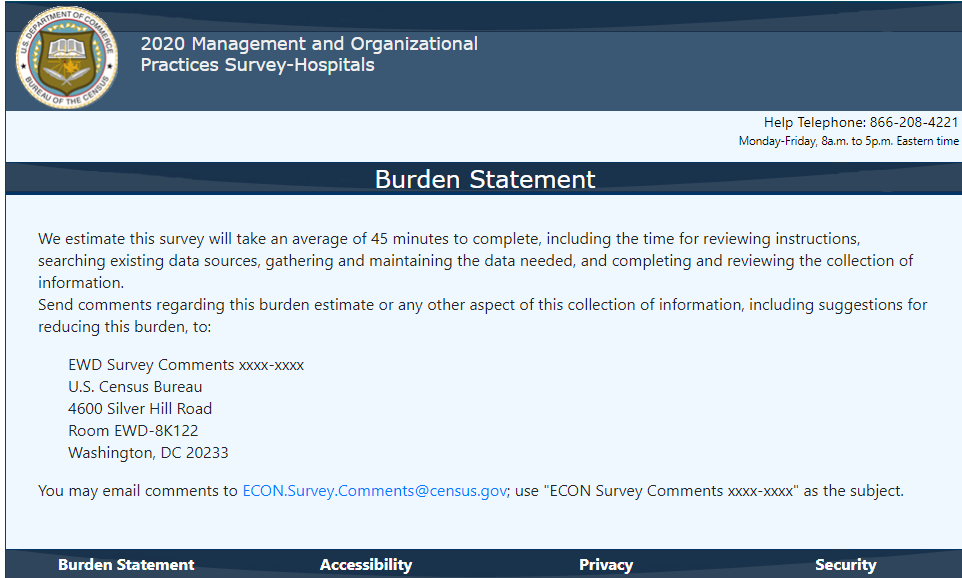 U.S. DEPARTMENT OF COMMERCE
BUREAU OF THE CENSUS
2020 Management and Organizational
Practices Survey-Hospitals
Help Telephone: 866-208-4221
Monday-Friday, 8a.m. to 5p.m. Eastern time
Burden Statement
We estimate this survey will take an average of 45 minutes to complete, including the time for reviewing instructions,
searching existing data sources, gathering and maintaining the data needed, and completing and reviewing the collection of
information.
Send comments regarding this burden estimate or any other aspect of this collection of information, including suggestions for
reducing this burden, to:
EWD Survey Comments xxxx-xxxx
U.S. Census Bureau
4600 Silver Hill Road
Room EWD-8K122
Washington, DC 20233
You may email comments to ECON.Survey.Comments@census.gov; use "ECON Survey Comments xxxx-xxxx" as the subject.
Burden Statement Accessibility Privacy Security